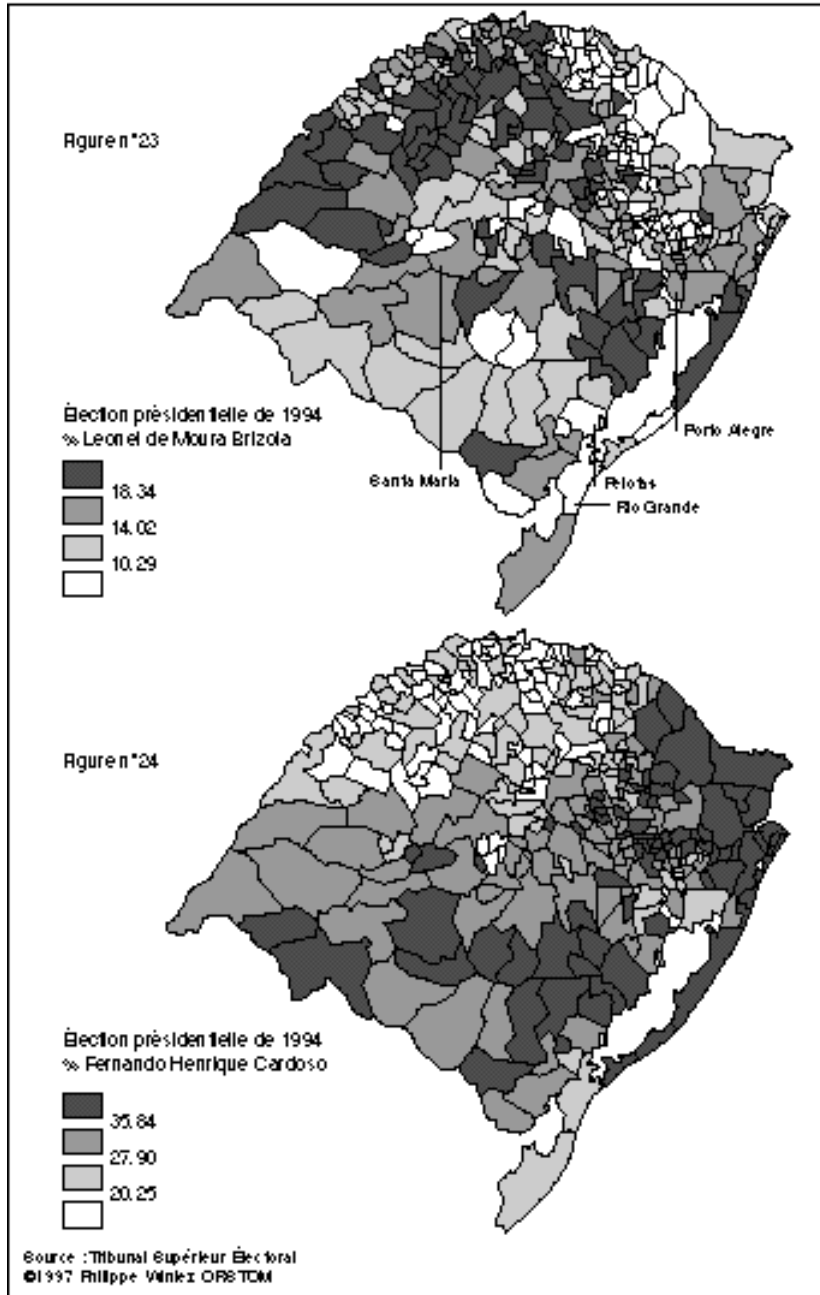 Figure n°23
Élection présidentielle de 1994
% Leonel de Moura Brizola
18.34
14.02
10.29
Santa Maria
Porto Alegre
Pelotas
Rio Grande
Figure n°24
Élection présidentielle de 1994
% Fernando Henrique Cardoso
35.84
27.90
20.25
Source : Tribunal Supérieur Électoral
©1997 Philippe Waniez ORSTOM